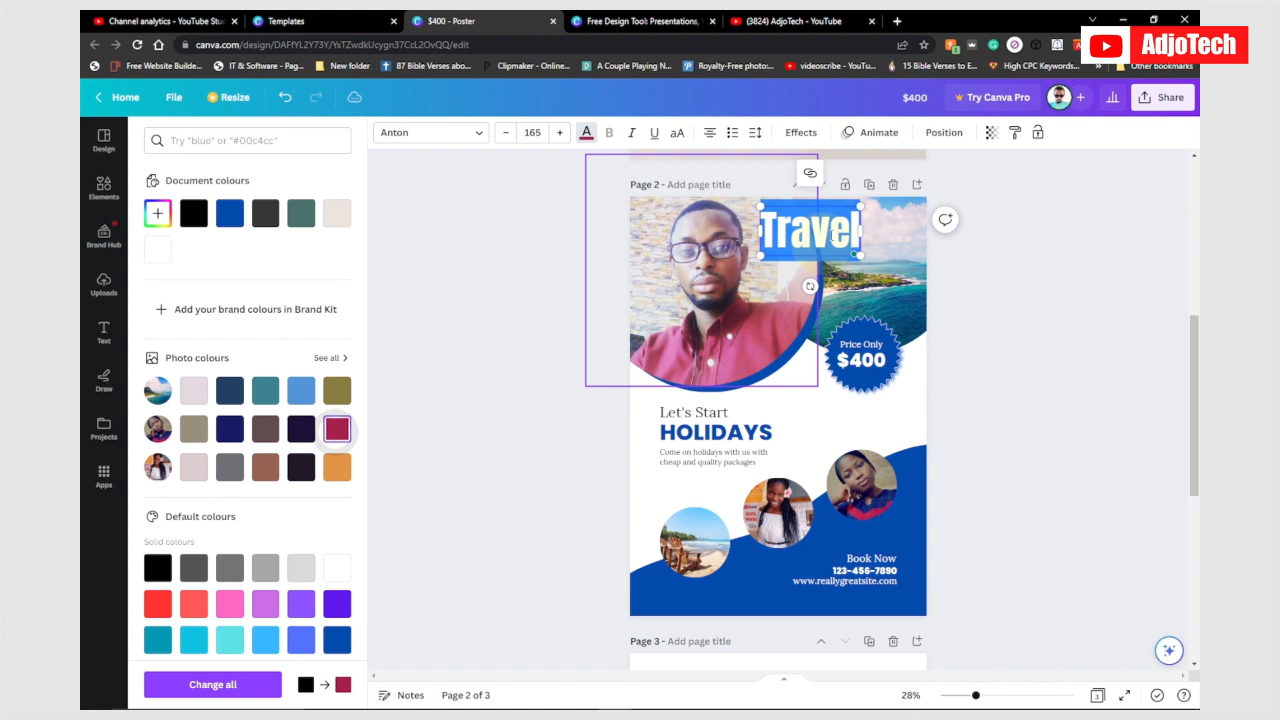 Channel analytics - YouTube Stu
Templates
$400 - Poster
Free Design Tool: Presentations,
(3824) AdjoTech - YouTube
canva.com/design/DAFfYL2Y73Y/YsTZwdkUcygn37CcL2OvQQ/edit
AdjoTech
Free Website Builde...
IT & Software - Pag...
New folder
87 Bible Verses abo...
Clipmaker - Online...
A Couple Playing N...
Royalty-Free photo:...
videoscribe - YouTu...
15 Bible Verses to E...
High CPC Keywords...
Other bookmarks
Home
File
Resize
$400
Try Canva Pro
Share
Design
Elements
Brand Hub
Uploads
Text
Draw
Projects
Apps
Try "blue" or "#00c4cc"
Document colours
Add your brand colours in Brand Kit
Photo colours
See all
Default colours
Solid colours
Change all
Anton
165
A
B
I
U
aA
Effects
Animate
Position
Page 2 - Add page title
Travel
Price Only
$400
Let's Start
HOLIDAYS
Come on holidays with us with
cheap and quality packages
Book Now
123-456-7890
www.reallygreatsite.com
Page 3 - Add page title
Notes
Page 2 of 3
28%
3